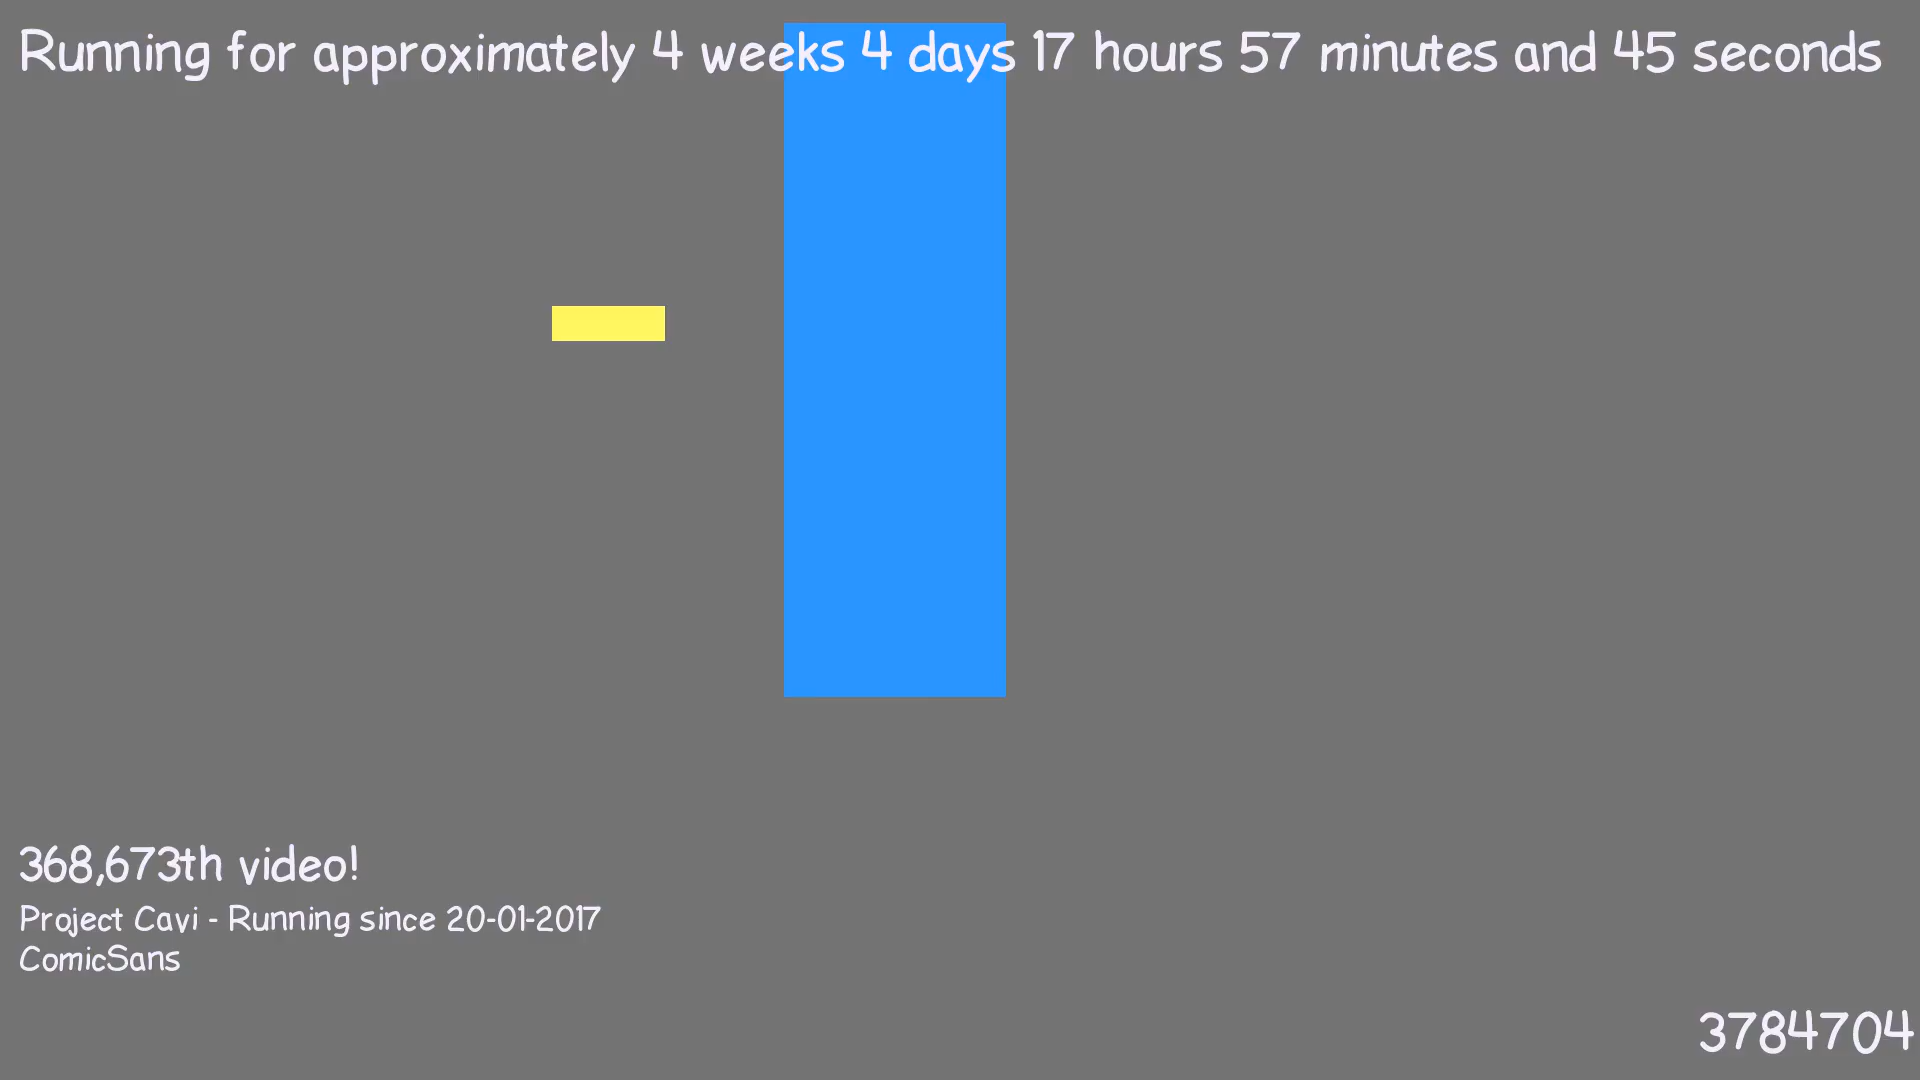 Running for approximately 4 weeks 4 days 17 hours 57 minutes and 45 seconds
368,673th video!
Project Cavi - Running since 20-01-2017
ComicSans
3784704